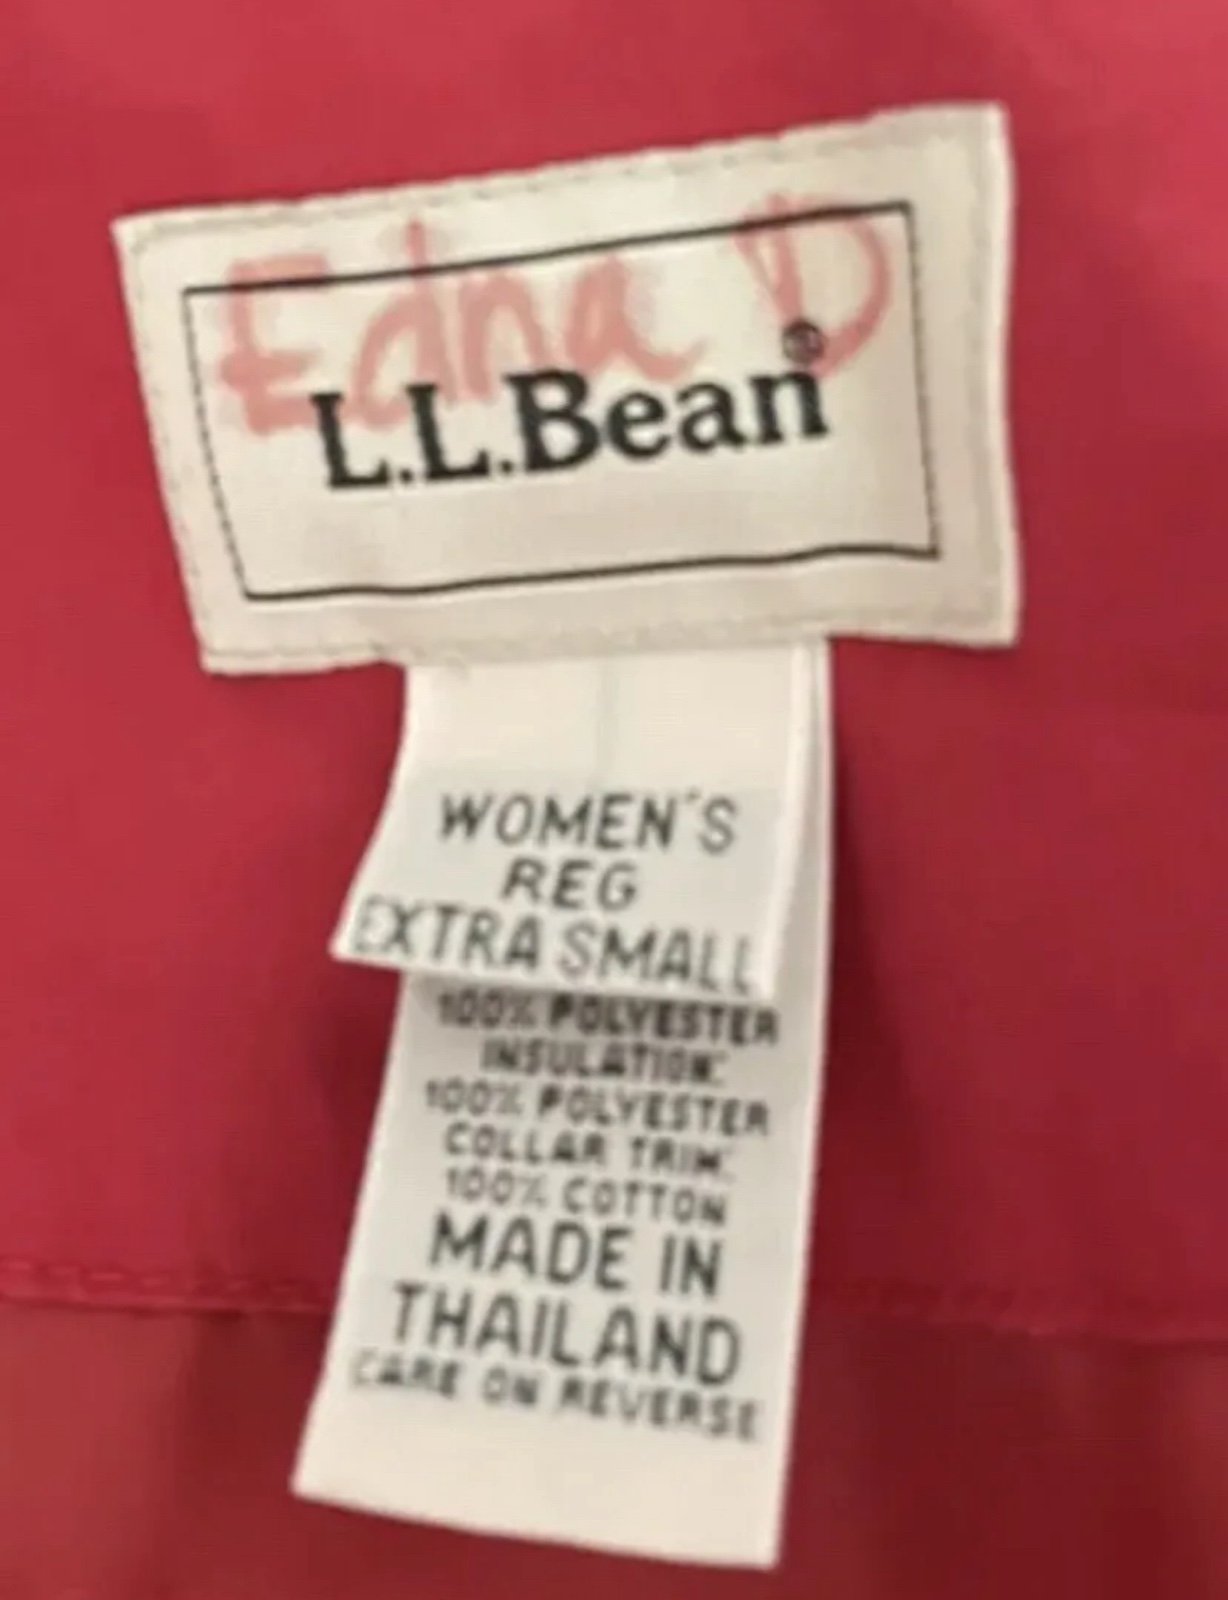 Edna D
L.L.Bean®
WOMEN'S
REG
EXTRA SMALL
100% POLYESTER
INSULATION:
100% POLYESTER
COLLAR TRIM:
100% COTTON
MADE IN
THAILAND
CARE ON REVERSE